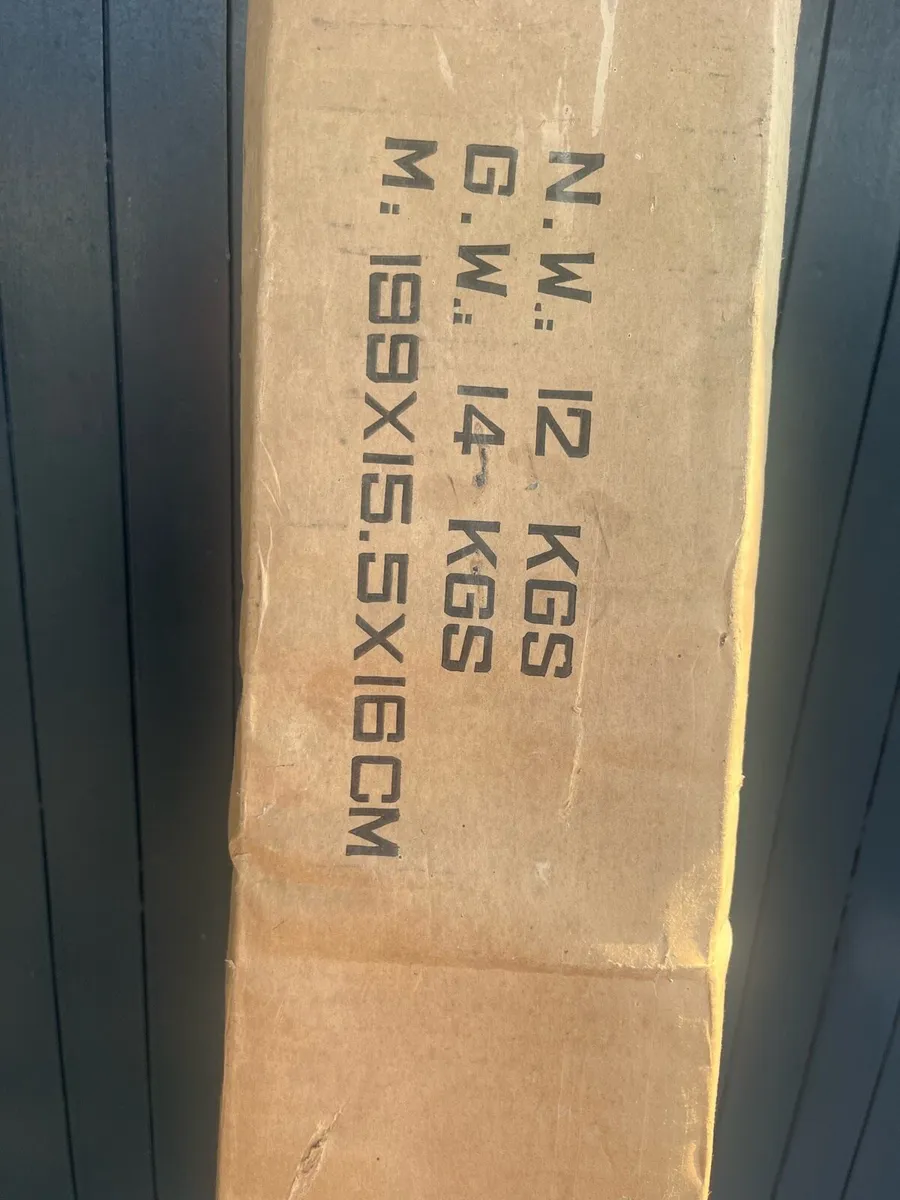 N.W.: 12 KGS
G.W.: 14 KGS
M.: 199X15.5X16CM